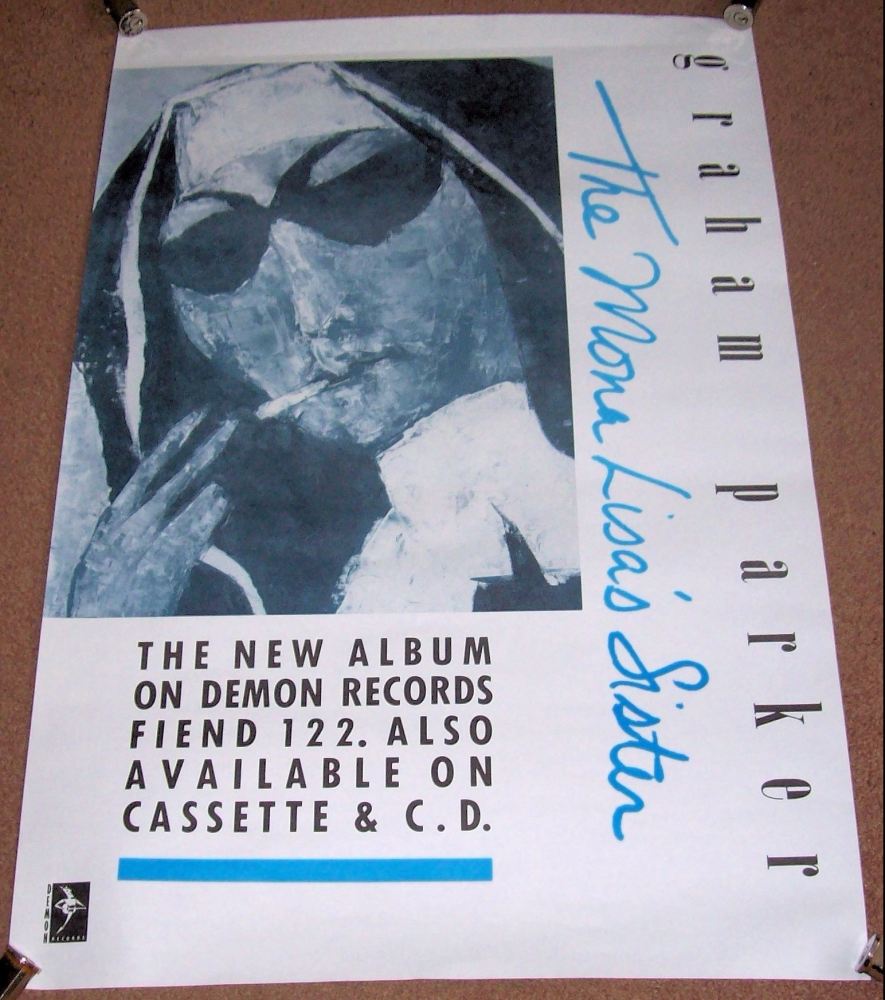 graham parker
The Mona Lisa's Sister
THE NEW ALBUM
ON DEMON RECORDS
FIEND 122. ALSO
AVAILABLE ON
CASSETTE & C.D.
DEMON
RECORDS